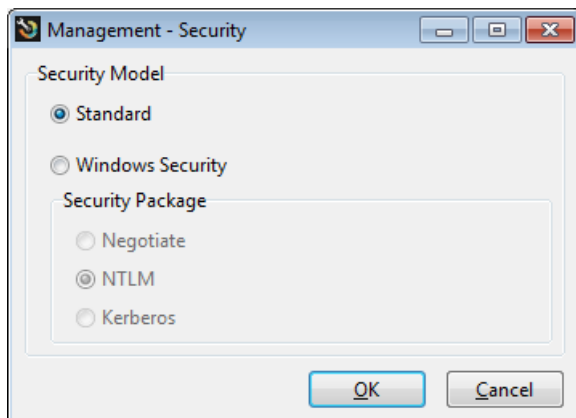 Management - Security
Security Model
Standard
Windows Security
Security Package
Negotiate
NTLM
Kerberos
OK Cancel